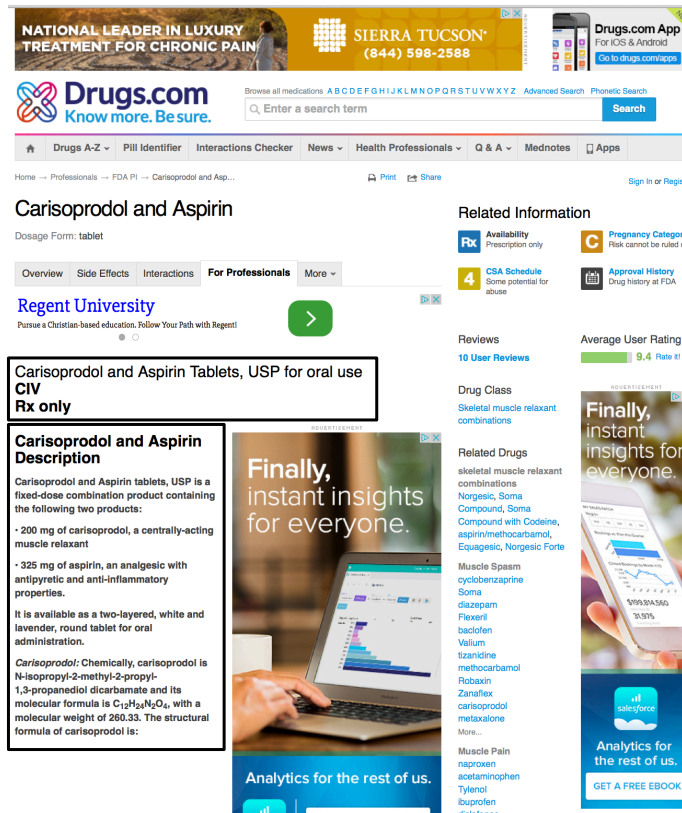 NATIONAL LEADER IN LUXURY
TREATMENT FOR CHRONIC PAIN
SIERRA TUCSON
(844) 598-2588
ADVERTISEMENT
Drugs.com App
For iOS & Android
Go to drugs.com/apps
Drugs.com
Know more. Be sure.
Browse all medications A B C D E F G H I J K L M N O P Q R S T U V W X Y Z Advanced Search Phonetic Search
Enter a search term
Search
Drugs A-Z Pill Identifier Interactions Checker News Health Professionals Q & A Mednotes Apps
Home → Professionals → FDA PI → Carisoprodol and Asp...
Print Share
Sign In or Regis
Carisoprodol and Aspirin
Dosage Form: tablet
Overview Side Effects Interactions For Professionals More
Regent University
Pursue a Christian-based education. Follow Your Path with Regent!
Carisoprodol and Aspirin Tablets, USP for oral use
CIV
Rx only
Carisoprodol and Aspirin
Description
Carisoprodol and Aspirin tablets, USP is a
fixed-dose combination product containing
the following two products:
· 200 mg of carisoprodol, a centrally-acting
muscle relaxant
· 325 mg of aspirin, an analgesic with
antipyretic and anti-inflammatory
properties.
It is available as a two-layered, white and
lavender, round tablet for oral
administration.
Carisoprodol: Chemically, carisoprodol is
N-isopropyl-2-methyl-2-propyl-
1,3-propanediol dicarbamate and its
molecular formula is C₁₂H₂₄N₂O₄, with a
molecular weight of 260.33. The structural
formula of carisoprodol is:
ADVERTISEMENT
Finally,
instant insights
for everyone.
Analytics for the rest of us.
Related Information
Rx
Availability
Prescription only
C
Pregnancy Categor
Risk cannot be ruled o
4
CSA Schedule
Some potential for
abuse
Approval History
Drug history at FDA
Reviews
10 User Reviews
Average User Rating
9.4 Rate it!
Drug Class
Skeletal muscle relaxant
combinations
Related Drugs
skeletal muscle relaxant
combinations
Norgesic, Soma
Compound, Soma
Compound with Codeine,
aspirin/methocarbamol,
Equagesic, Norgesic Forte
Muscle Spasm
cyclobenzaprine
Soma
diazepam
Flexeril
baclofen
Valium
tizanidine
methocarbamol
Robaxin
Zanaflex
carisoprodol
metaxalone
More...
Muscle Pain
naproxen
acetaminophen
Tylenol
ibuprofen
ADVERTISEMENT
Finally,
instant
insights for
everyone.
$199,814,560
31,975
salesforce
Analytics for
the rest of us.
GET A FREE EBOOK